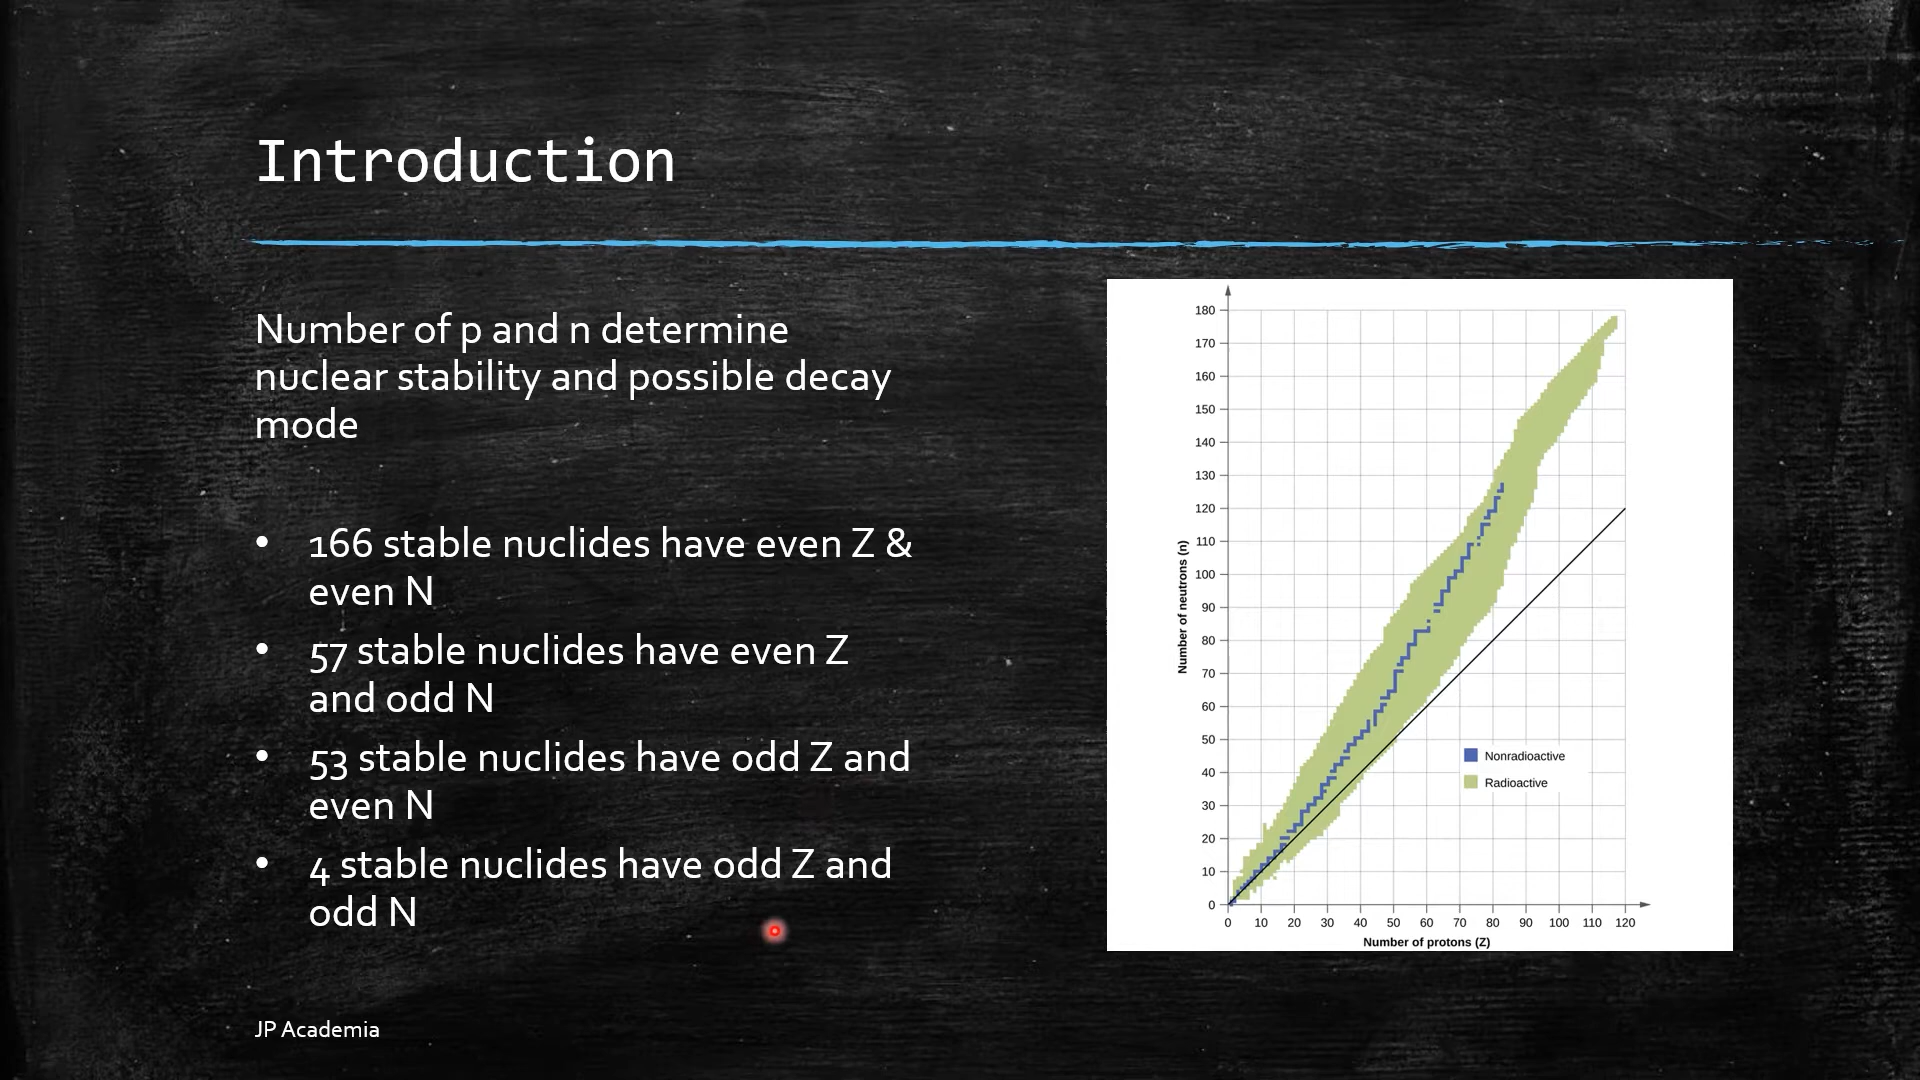 Introduction
Number of p and n determine
nuclear stability and possible decay
mode
• 166 stable nuclides have even Z &
even N
• 57 stable nuclides have even Z
and odd N
• 53 stable nuclides have odd Z and
even N
• 4 stable nuclides have odd Z and
odd N
JP Academia
180
170
160
150
140
130
120
110
100
90
80
70
60
50
40
30
20
10
0
Number of neutrons (n)
Nonradioactive
Radioactive
0 10 20 30 40 50 60 70 80 90 100 110 120
Number of protons (Z)